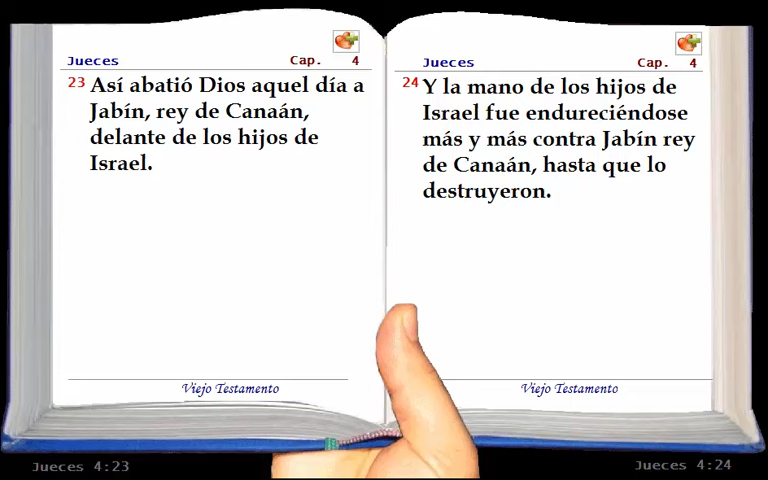 Jueces Cap. 4
23 Así abatió Dios aquel día a
Jabín, rey de Canaán,
delante de los hijos de
Israel.
Viejo Testamento
Jueces 4:23
Jueces Cap. 4
24 Y la mano de los hijos de
Israel fue endureciéndose
más y más contra Jabín rey
de Canaán, hasta que lo
destruyeron.
Viejo Testamento
Jueces 4:24